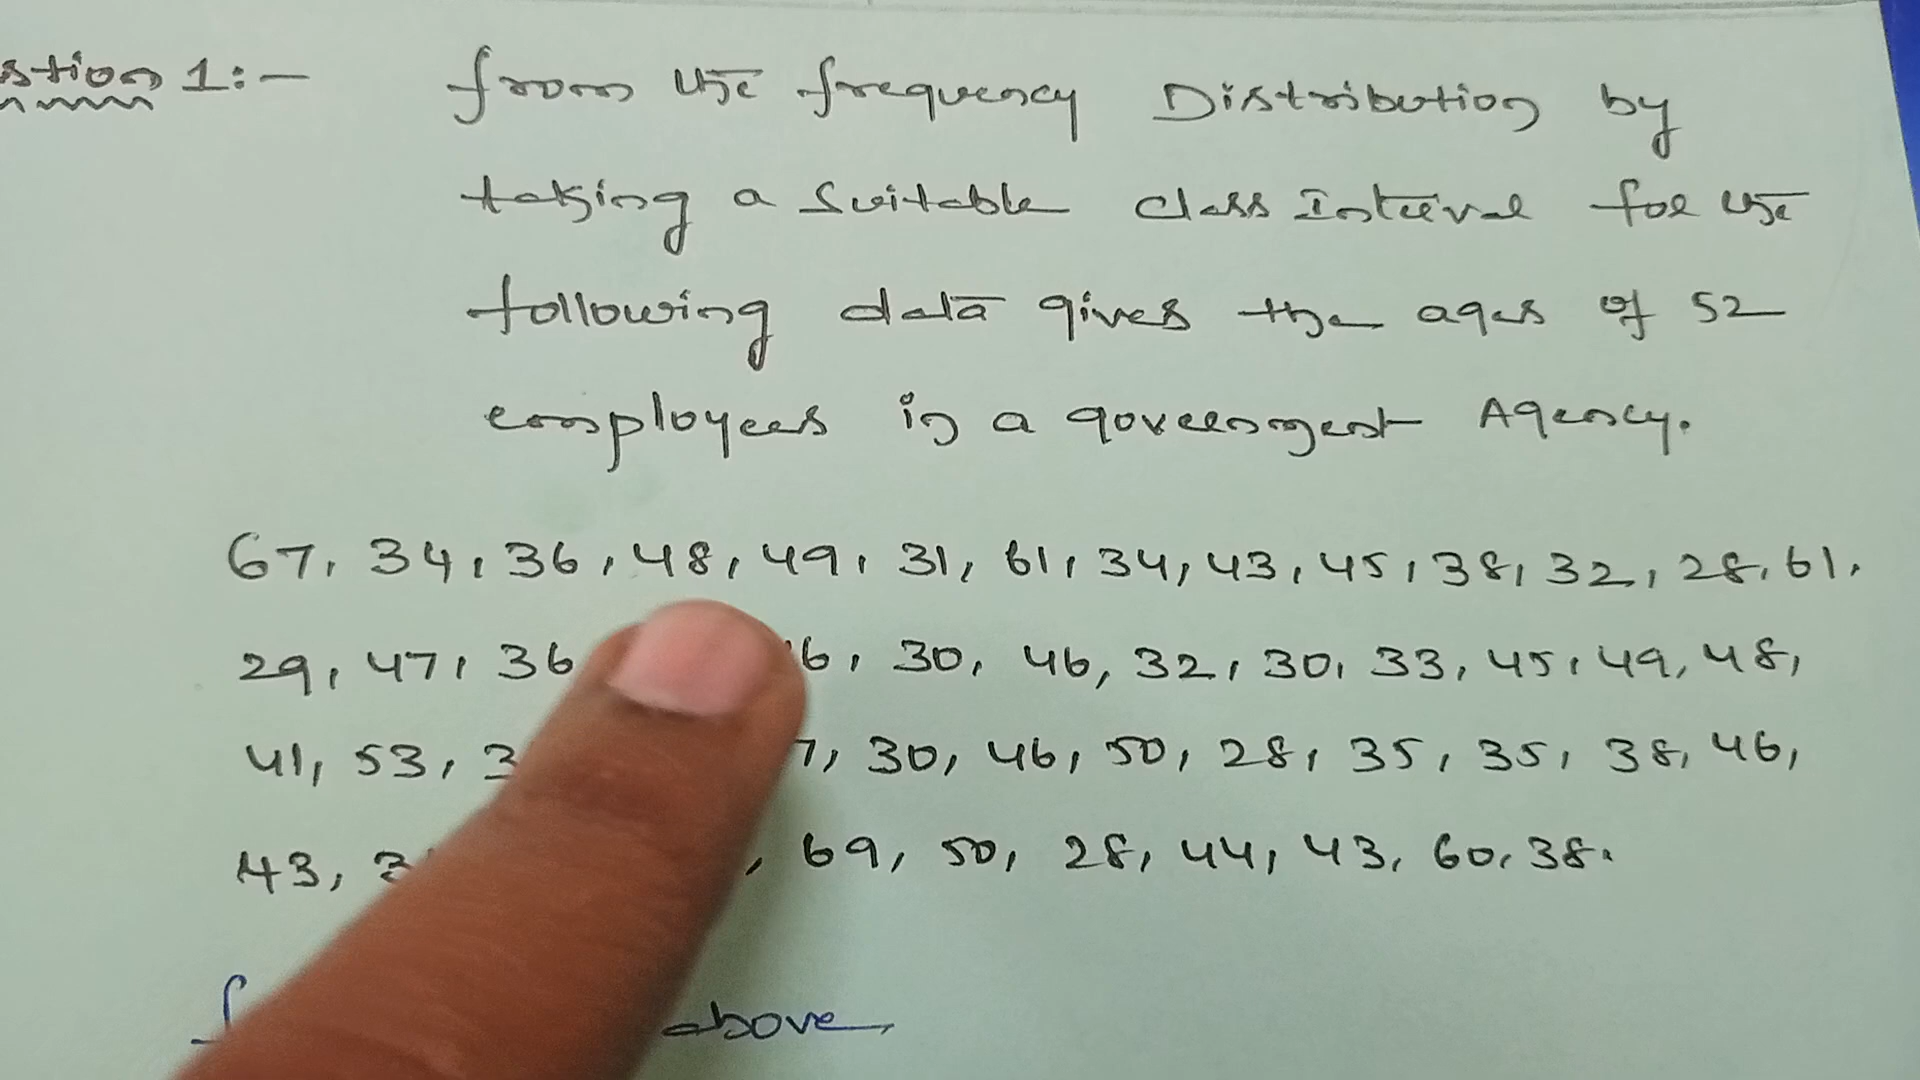 stion 1:-
from the frequency Distribution by
taking a Suitable class Interval for the
following data gives the ages of 52
employees in a government Agency.
67, 34, 36, 48, 49, 31, 61, 34, 43, 45, 38, 32, 28, 61,
29, 47, 36 6, 30, 46, 32, 30, 33, 45, 49, 48,
41, 53, 3 7, 30, 46, 50, 28, 35, 35, 38, 46,
43, 3 , 69, 50, 28, 44, 43, 60, 38.
above,